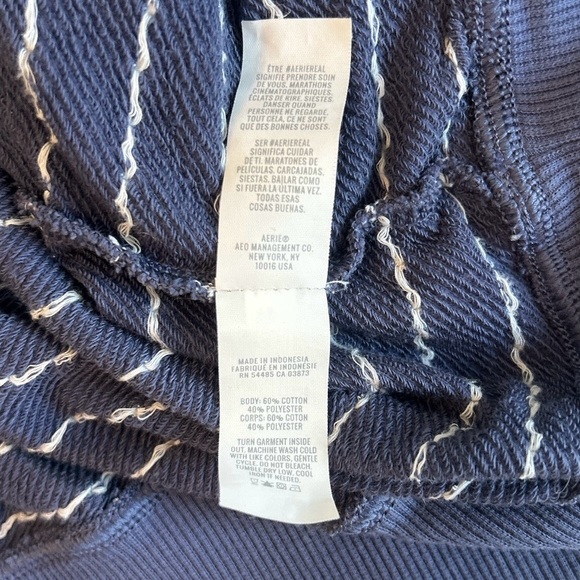 ÊTRE #AERIEREAL
SIGNIFIE PRENDRE SOIN
DE VOUS. MARATHONS
CINÉMATOGRAPHIQUES,
ÉCLATS DE RIRE, SIESTES.
DANSER QUAND
PERSONNE NE REGARDE.
TOUT CELA, CE NE SONT
QUE DES BONNES CHOSES.
SER #AERIEREAL
SIGNIFICA CUIDAR
DE TI. MARATONES DE
PELÍCULAS, CARCAJADAS,
SIESTAS. BAILAR COMO
SI FUERA LA ÚLTIMA VEZ.
TODAS ESAS
COSAS BUENAS.
AERIE®
AEO MANAGEMENT CO.
NEW YORK, NY
10016 USA
MADE IN INDONESIA
FABRIQUÉ EN INDONÉSIE
RN 54485 CA 03873
BODY: 60% COTTON
40% POLYESTER
CORPS: 60% COTON
40% POLYESTER
TURN GARMENT INSIDE
OUT. MACHINE WASH COLD
WITH LIKE COLORS, GENTLE
CYCLE. DO NOT BLEACH.
TUMBLE DRY LOW. COOL
IRON IF NEEDED.